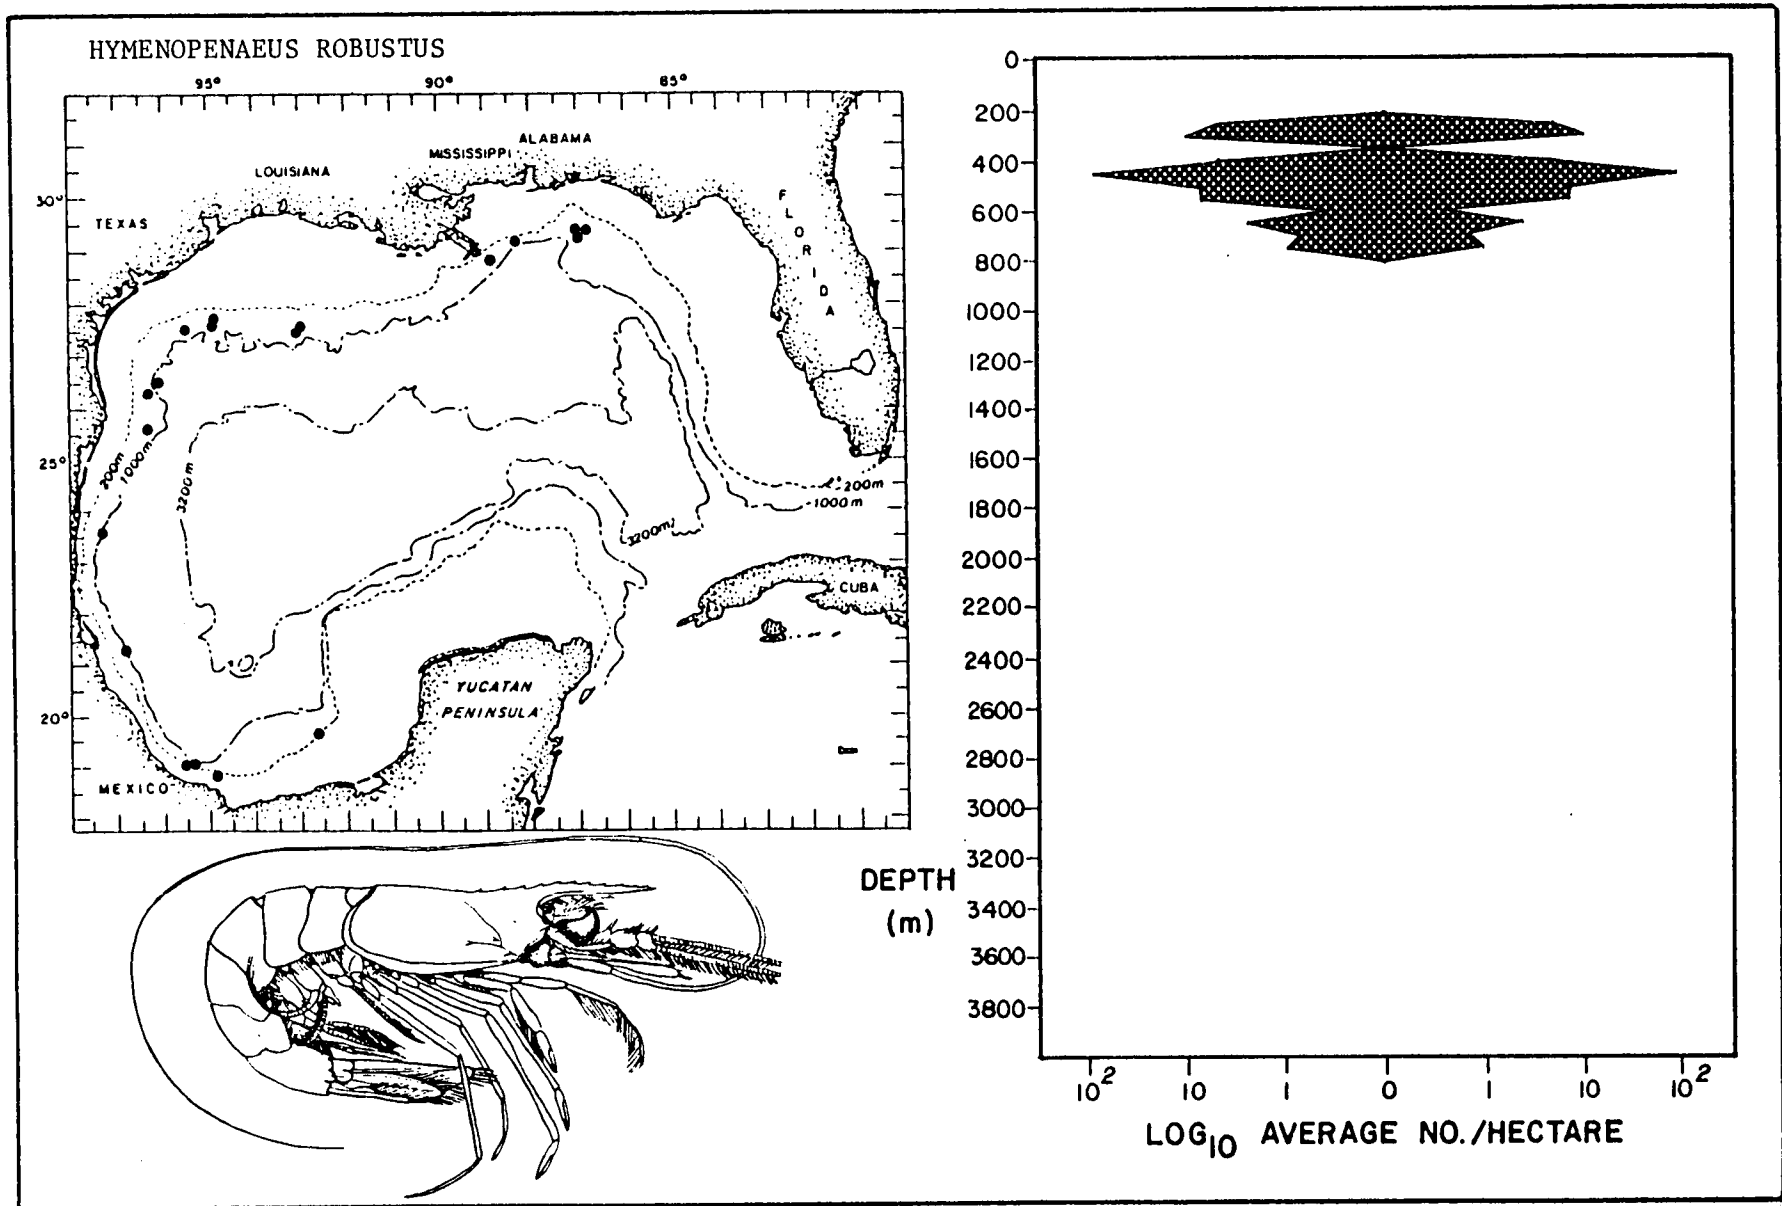 HYMENOPENAEUS ROBUSTUS
95° 90° 85°
ALABAMA
MISSISSIPPI
LOUISIANA
30°
TEXAS
FLORIDA
25°
200m
1000m
3200m
200m
1000m
3200m
CUBA
YUCATAN
PENINSULA
20°
MEXICO
0
200
400
600
800
1000
1200
1400
1600
1800
2000
2200
2400
2600
2800
3000
3200
3400
3600
3800
DEPTH
(m)
10² 10 1 0 1 10 10²
LOG₁₀ AVERAGE NO./HECTARE